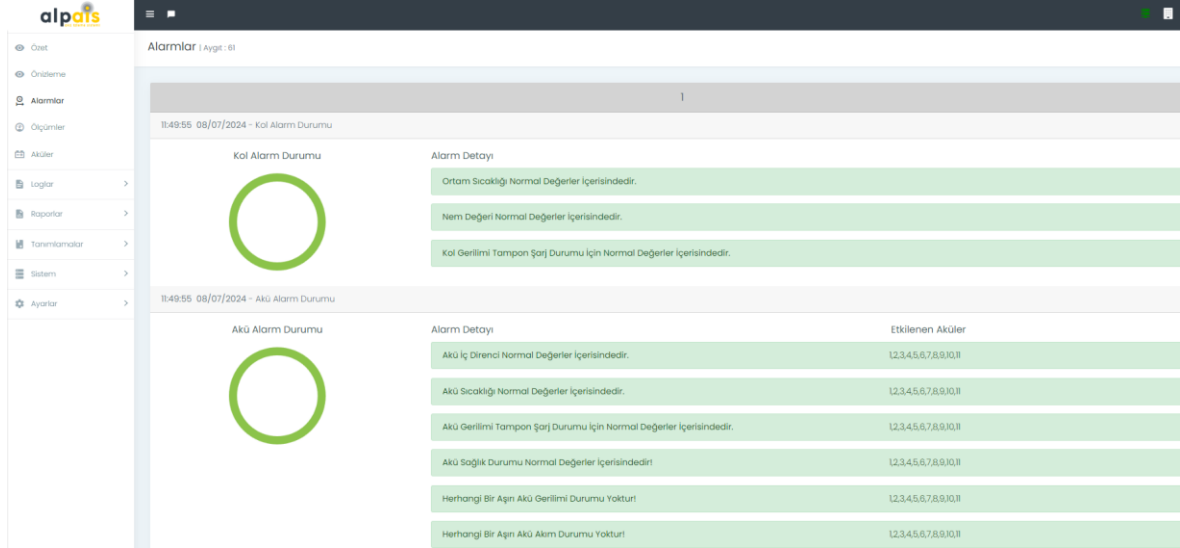 alpais
Özet
Önizleme
Alarmlar
Ölçümler
Aküler
Loglar
Raporlar
Tanımlamalar
Sistem
Ayarlar
Alarmlar | Aygıt : 61
1
11:49:55 08/07/2024 - Kol Alarm Durumu
Kol Alarm Durumu
Alarm Detayı
Ortam Sıcaklığı Normal Değerler İçerisindedir.
Nem Değeri Normal Değerler İçerisindedir.
Kol Gerilimi Tampon Şarj Durumu İçin Normal Değerler İçerisindedir.
11:49:55 08/07/2024 - Akü Alarm Durumu
Akü Alarm Durumu
Alarm Detayı Etkilenen Aküler
Akü İç Direnci Normal Değerler İçerisindedir. 1,2,3,4,5,6,7,8,9,10,11
Akü Sıcaklığı Normal Değerler İçerisindedir. 1,2,3,4,5,6,7,8,9,10,11
Akü Gerilimi Tampon Şarj Durumu İçin Normal Değerler İçerisindedir. 1,2,3,4,5,6,7,8,9,10,11
Akü Sağlık Durumu Normal Değerler İçerisindedir! 1,2,3,4,5,6,7,8,9,10,11
Herhangi Bir Aşırı Akü Gerilimi Durumu Yoktur! 1,2,3,4,5,6,7,8,9,10,11
Herhangi Bir Aşırı Akü Akım Durumu Yoktur! 1,2,3,4,5,6,7,8,9,10,11